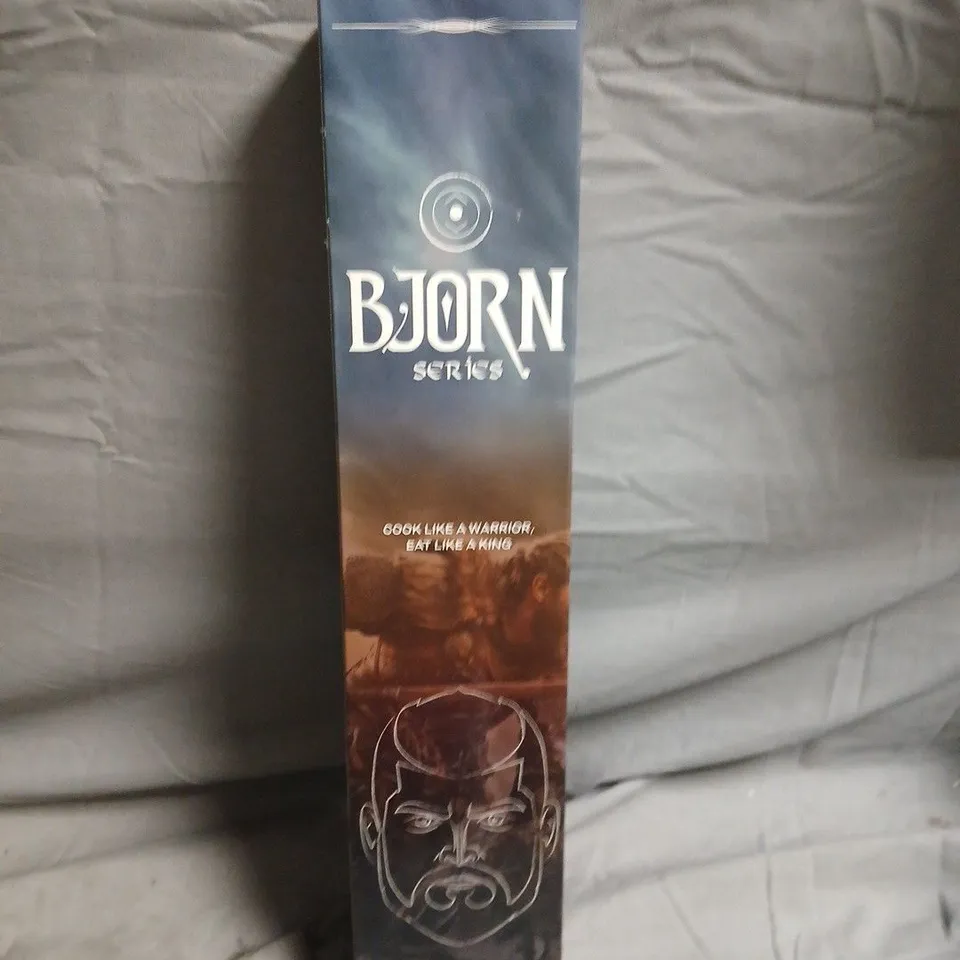 BJORN
SERIES
COOK LIKE A WARRIOR,
EAT LIKE A KING